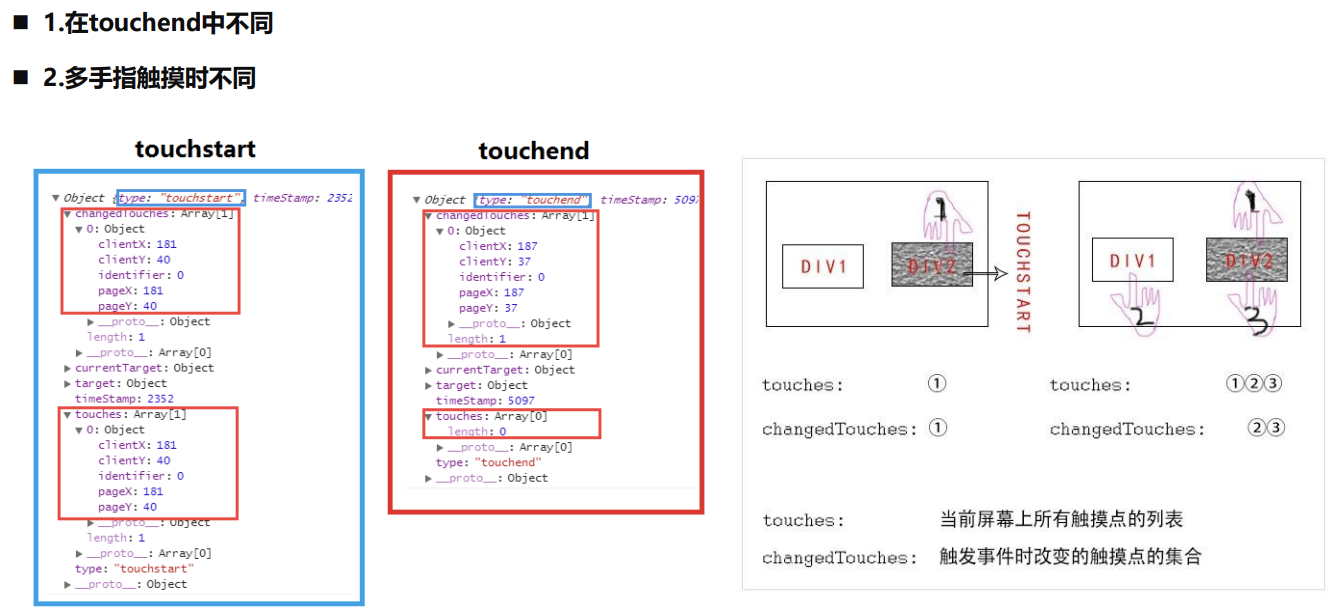 ■ 1.在touchend中不同
■ 2.多手指触摸时不同
touchstart
▼Object {type: "touchstart", timeStamp: 2352
▼changedTouches: Array[1]
▼0: Object
clientX: 181
clientY: 40
identifier: 0
pageX: 181
pageY: 40
▶__proto__: Object
length: 1
▶__proto__: Array[0]
▶currentTarget: Object
▶target: Object
timeStamp: 2352
▼touches: Array[1]
▼0: Object
clientX: 181
clientY: 40
identifier: 0
pageX: 181
pageY: 40
▶__proto__: Object
length: 1
▶__proto__: Array[0]
type: "touchstart"
▶__proto__: Object
touchend
▼Object {type: "touchend", timeStamp: 5097
▼changedTouches: Array[1]
▼0: Object
clientX: 187
clientY: 37
identifier: 0
pageX: 187
pageY: 37
▶__proto__: Object
length: 1
▶__proto__: Array[0]
▶currentTarget: Object
▶target: Object
timeStamp: 5097
▼touches: Array[0]
length: 0
▶__proto__: Array[0]
type: "touchend"
▶__proto__: Object
1
DIV1 DIV2
TOUCHSTART
1
DIV1 DIV2
2 3
touches: ① touches: ①②③
changedTouches: ① changedTouches: ②③
touches: 当前屏幕上所有触摸点的列表
changedTouches: 触发事件时改变的触摸点的集合